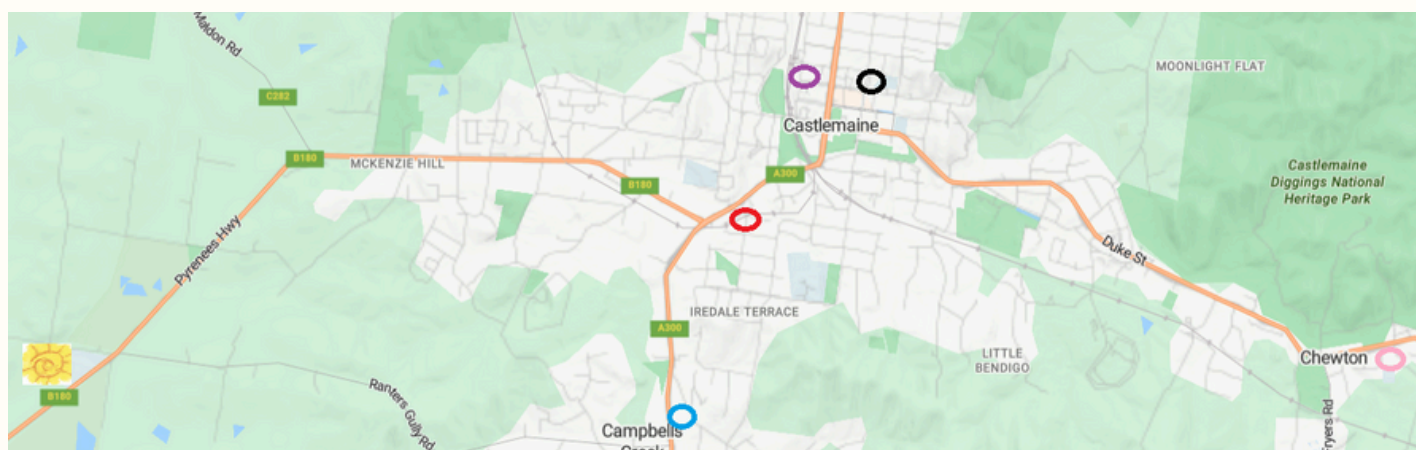 Maldon Rd
MOONLIGHT FLAT
C282
Castlemaine
B180
MCKENZIE HILL
A300
B180
Castlemaine
Diggings National
Heritage Park
Pyrenees Hwy
Duke St
IREDALE TERRACE
A300
LITTLE
BENDIGO
Chewton
B180
Ranters Gully Rd
Fryers Rd
Campbells
Creek